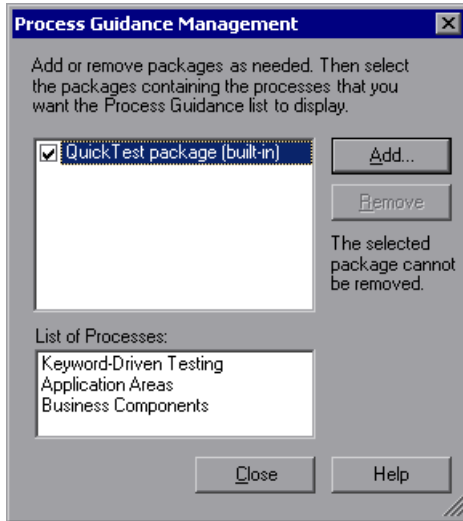 Process Guidance Management
Add or remove packages as needed. Then select
the packages containing the processes that you
want the Process Guidance list to display.
QuickTest package (built-in)
Add...
Remove
The selected
package cannot
be removed.
List of Processes:
Keyword-Driven Testing
Application Areas
Business Components
Close
Help